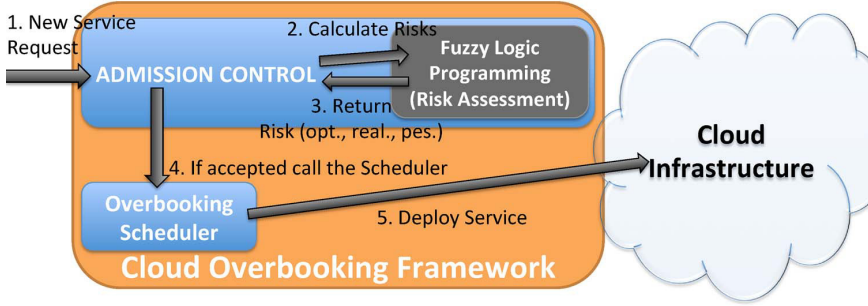 1. New Service
Request
2. Calculate Risks
ADMISSION CONTROL
Fuzzy Logic
Programming
(Risk Assessment)
3. Return
Risk (opt., real., pes.)
4. If accepted call the Scheduler
Overbooking
Scheduler
5. Deploy Service
Cloud
Infrastructure
Cloud Overbooking Framework